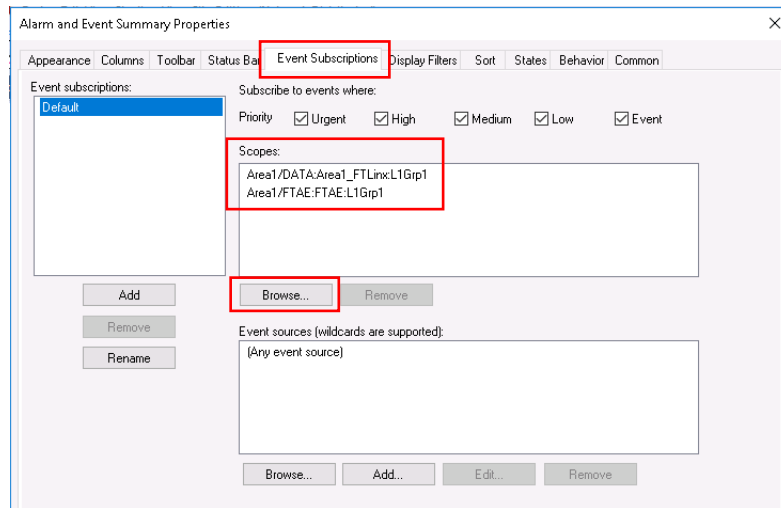 Alarm and Event Summary Properties
Appearance Columns Toolbar Status Bar Event Subscriptions Display Filters Sort States Behavior Common
Event subscriptions:
Default
Add
Remove
Rename
Subscribe to events where:
Priority Urgent High Medium Low Event
Scopes:
Area1/DATA:Area1_FTLinx:L1Grp1
Area1/FTAE:FTAE:L1Grp1
Browse... Remove
Event sources (wildcards are supported):
(Any event source)
Browse... Add... Edit... Remove